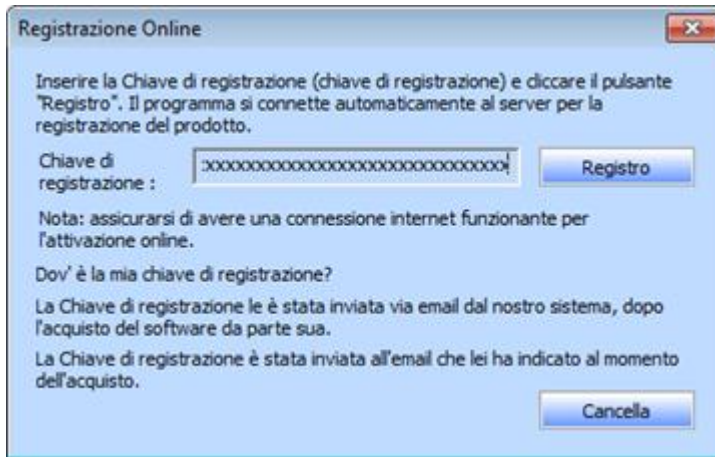 Registrazione Online
Inserire la Chiave di registrazione (chiave di registrazione) e cliccare il pulsante
"Registro". Il programma si connette automaticamente al server per la
registrazione del prodotto.
Chiave di
registrazione :
:xxxxxxxxxxxxxxxxxxxxxxxxxxxxxxx
Registro
Nota: assicurarsi di avere una connessione internet funzionante per
l'attivazione online.
Dov' è la mia chiave di registrazione?
La Chiave di registrazione le è stata inviata via email dal nostro sistema, dopo
l'acquisto del software da parte sua.
La Chiave di registrazione è stata inviata all'email che lei ha indicato al momento
dell'acquisto.
Cancella